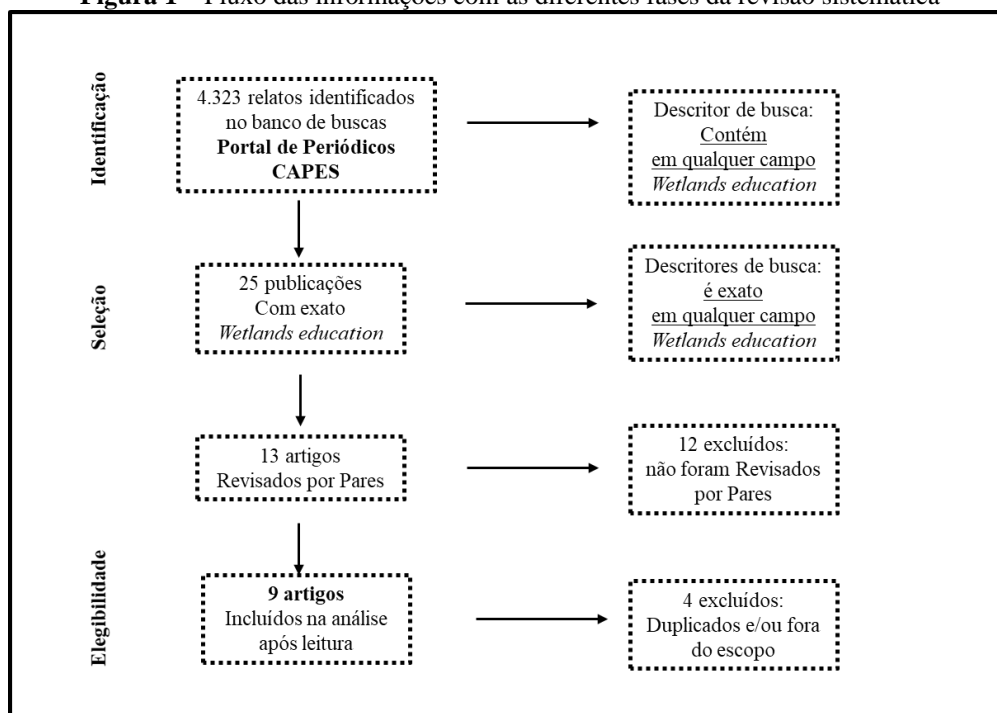 Figura 1 – Fluxo das informações com as diferentes fases da revisão sistemática
Identificação
4.323 relatos identificados
no banco de buscas
Portal de Periódicos
CAPES
Descritor de busca:
Contém
em qualquer campo
Wetlands education
Seleção
25 publicações
Com exato
Wetlands education
Descritores de busca:
é exato
em qualquer campo
Wetlands education
13 artigos
Revisados por Pares
12 excluídos:
não foram Revisados
por Pares
Elegibilidade
9 artigos
Incluídos na análise
após leitura
4 excluídos:
Duplicados e/ou fora
do escopo